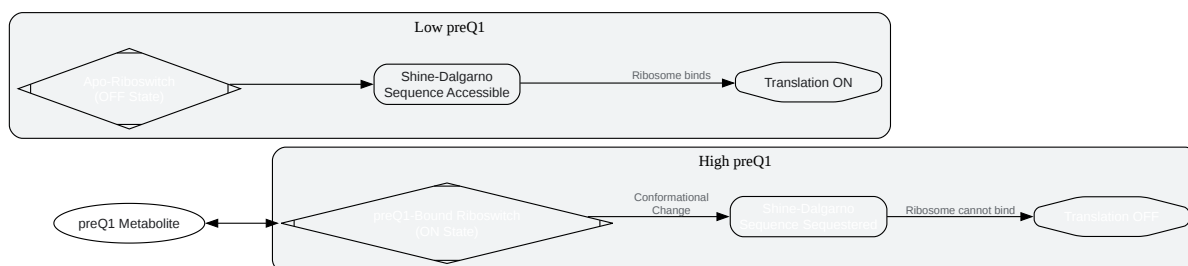 Low preQ1
Apo-Riboswitch
(OFF State)
Shine-Dalgarno
Sequence Accessible
Ribosome binds
Translation ON
High preQ1
preQ1 Metabolite
preQ1-Bound Riboswitch
(ON State)
Conformational
Change
Shine-Dalgarno
Sequence Sequestered
Ribosome cannot bind
Translation OFF